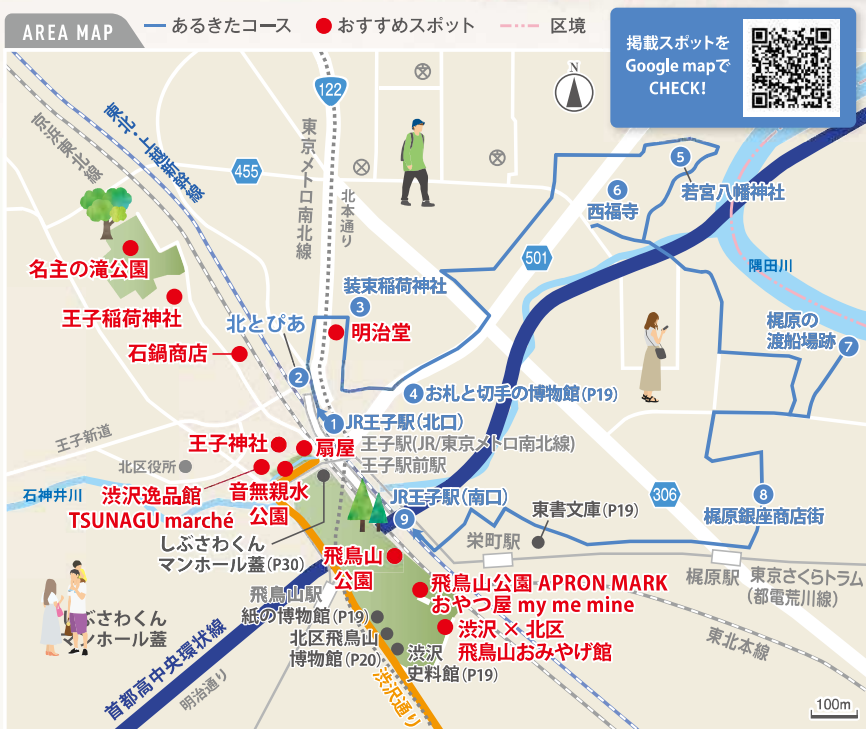 AREA MAP
あるきたコース
おすすめスポット
区境
掲載スポットを
Google mapで
CHECK!
N
122
東北・上越新幹線
京浜東北線
東京メトロ南北線
北本通り
455
5
若宮八幡神社
6
西福寺
501
隅田川
名主の滝公園
王子稲荷神社
石鍋商店
北とぴあ
2
装束稲荷神社
3
明治堂
梶原の
渡船場跡
7
4
お札と切手の博物館(P19)
1
JR王子駅(北口)
王子新道
王子神社
扇屋
王子駅(JR/東京メトロ南北線)
王子駅前駅
北区役所
石神井川
渋沢逸品館
TSUNAGU marché
音無親水
公園
JR王子駅(南口)
9
306
8
梶原銀座商店街
東書文庫(P19)
しぶさわくん
マンホール蓋(P30)
飛鳥山
公園
栄町駅
梶原駅
東京さくらトラム
(都電荒川線)
飛鳥山公園 APRON MARK
おやつ屋 my me mine
飛鳥山駅
紙の博物館(P19)
北区飛鳥山
博物館(P20)
渋沢
史料館(P19)
渋沢 × 北区
飛鳥山おみやげ館
ぶさわくん
ンホール蓋
首都高中央環状線
明治通り
渋沢通り
東北本線
100m